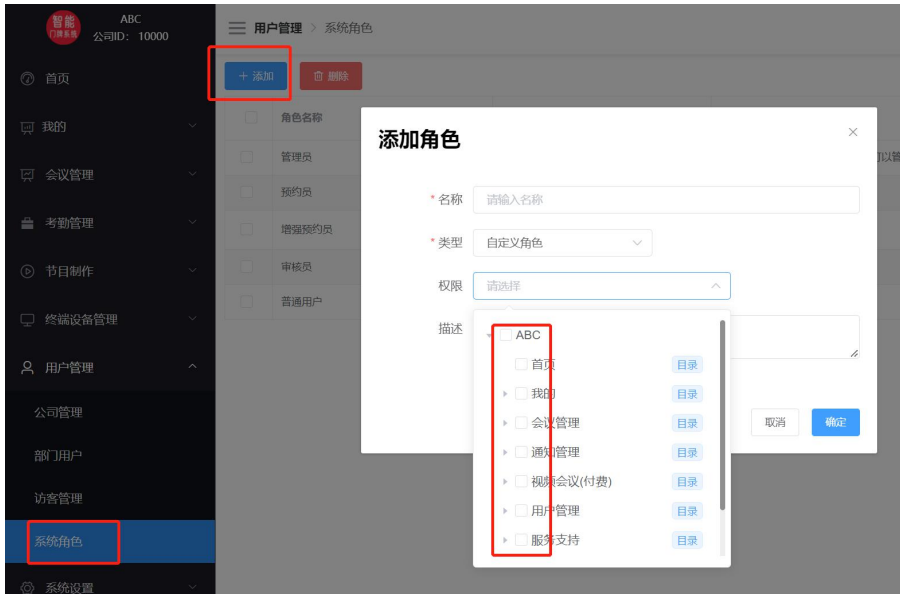 智能
门牌系统
ABC
公司ID: 10000
首页
我的
会议管理
考勤管理
节目制作
终端设备管理
用户管理
公司管理
部门用户
访客管理
系统角色
系统设置
用户管理 > 系统角色
+ 添加
删除
角色名称
管理员
可以管
预约员
增强预约员
审核员
普通用户
添加角色
* 名称 请输入名称
* 类型 自定义角色
权限 请选择
描述
ABC
首页 目录
我的 目录
会议管理 目录
通知管理 目录
视频会议(付费) 目录
用户管理 目录
服务支持 目录
取消 确定